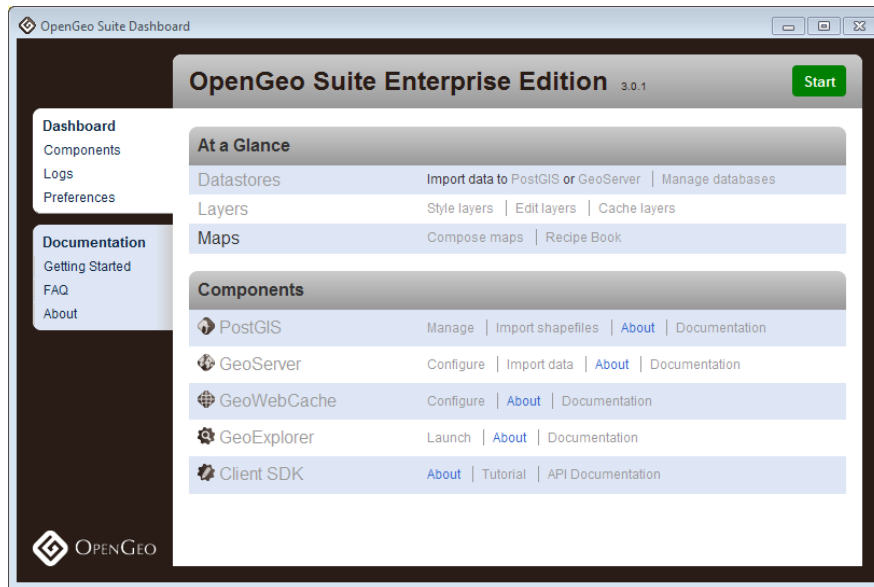 OpenGeo Suite Dashboard
OpenGeo Suite Enterprise Edition 3.0.1
Start
Dashboard
Components
Logs
Preferences
Documentation
Getting Started
FAQ
About
At a Glance
Datastores Import data to PostGIS or GeoServer | Manage databases
Layers Style layers | Edit layers | Cache layers
Maps Compose maps | Recipe Book
Components
PostGIS Manage | Import shapefiles | About | Documentation
GeoServer Configure | Import data | About | Documentation
GeoWebCache Configure | About | Documentation
GeoExplorer Launch | About | Documentation
Client SDK About | Tutorial | API Documentation
OPENGEO